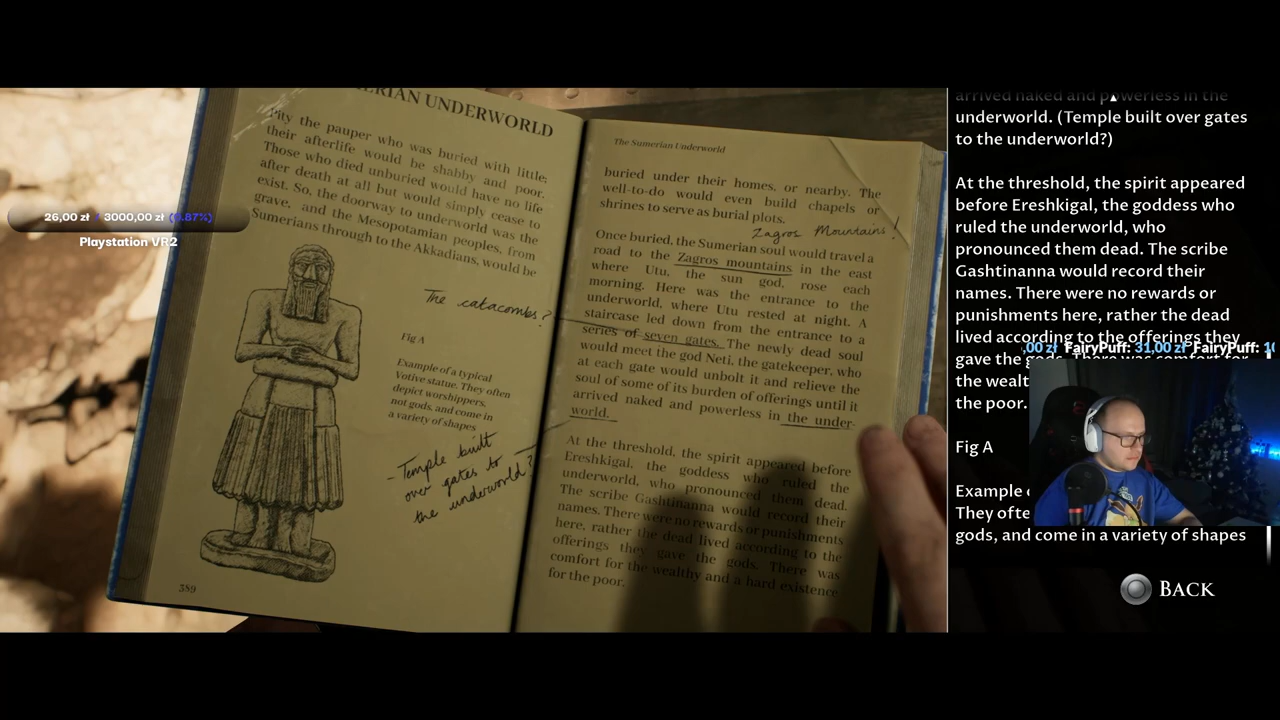 ERIAN UNDERWORLD
Pity the pauper who was buried with little;
their afterlife would be shabby and poor.
Those who died unburied would have no life
after death at all but would simply cease to
exist. So, the doorway to underworld was the
grave, and the Mesopotamian peoples, from
Sumerians through to the Akkadians, would be
The catacombs?
Fig A
Example of a typical
Votive statue. They often
depict worshippers,
not gods, and come in
a variety of shapes
- Temple built
over gates to
the underworld?
389
The Sumerian Underworld
buried under their homes, or nearby. The
well-to-do would even build chapels or
shrines to serve as burial plots.
Zagros Mountains!
Once buried, the Sumerian soul would travel a
road to the Zagros mountains in the east
where Utu, the sun god, rose each
morning. Here was the entrance to the
underworld, where Utu rested at night. A
staircase led down from the entrance to a
series of seven gates. The newly dead soul
would meet the god Neti, the gatekeeper, who
at each gate would unbolt it and relieve the
soul of some of its burden of offerings until it
arrived naked and powerless in the under-
world.
At the threshold, the spirit appeared before
Ereshkigal, the goddess who ruled the
underworld, who pronounced them dead.
The scribe Gashtinanna would record their
names. There were no rewards or punishments
here, rather the dead lived according to the
offerings they gave the gods. There was
comfort for the wealthy and a hard existence
for the poor.
26,00 zł / 3000,00 zł (0.87%)
Playstation VR2
arrived naked and powerless in the
underworld. (Temple built over gates
to the underworld?)
At the threshold, the spirit appeared
before Ereshkigal, the goddess who
ruled the underworld, who
pronounced them dead. The scribe
Gashtinanna would record their
names. There were no rewards or
punishments here, rather the dead
lived according to the offerings they
gave the gods. There was comfort for
,00 zł FairyPuff: 31,00 zł FairyPuff: 10
the wealt
the poor.
Fig A
Example
They ofte
gods, and come in a variety of shapes
BACK